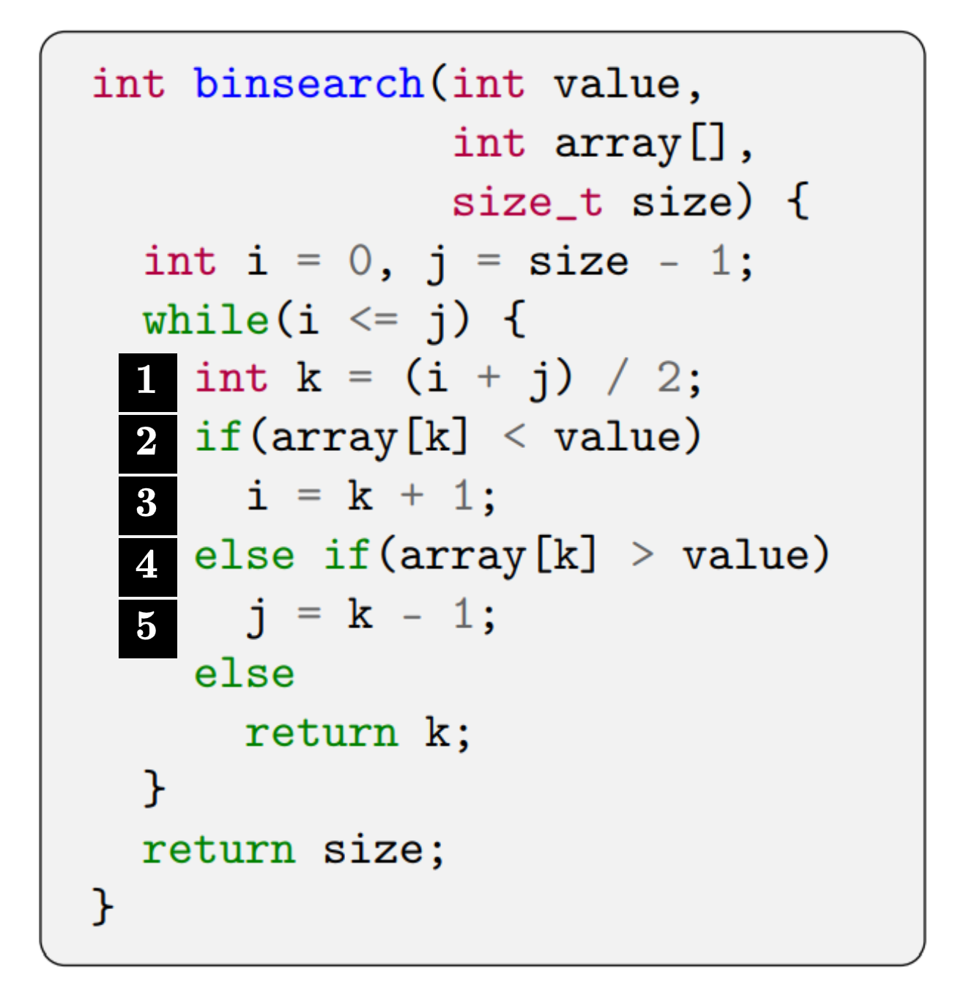 int binsearch(int value,
int array[],
size_t size) {
int i = 0, j = size - 1;
while(i <= j) {
1 int k = (i + j) / 2;
2 if(array[k] < value)
3 i = k + 1;
4 else if(array[k] > value)
5 j = k - 1;
else
return k;
}
return size;
}